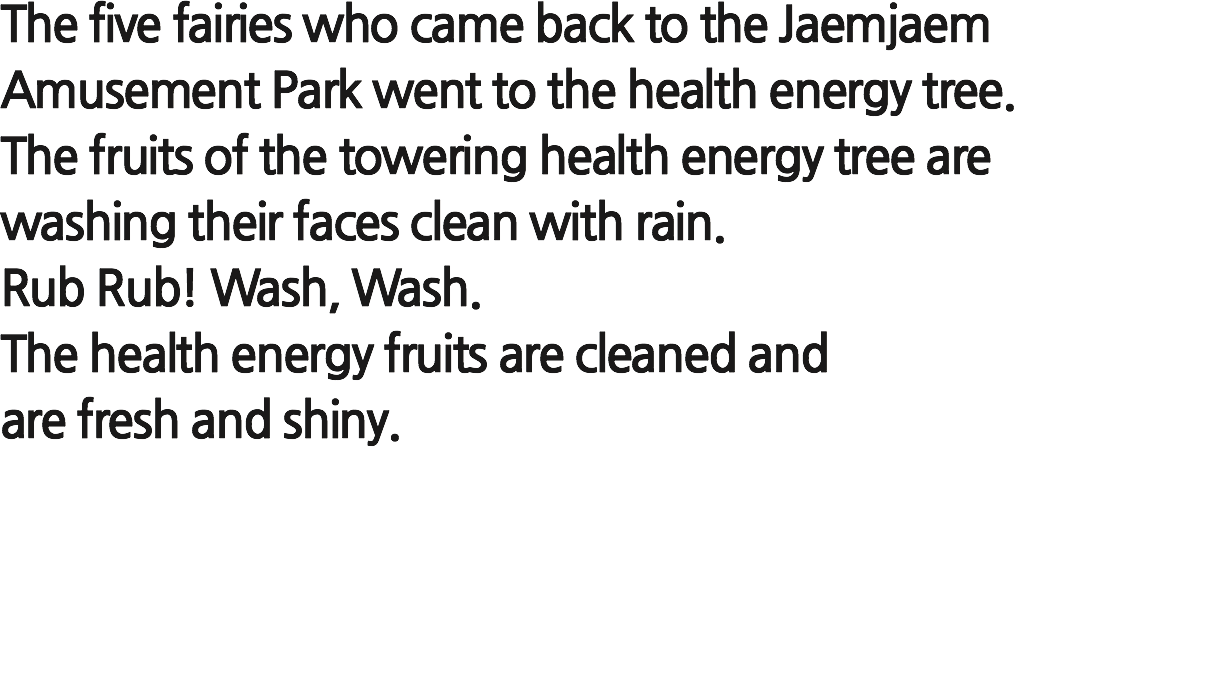 The five fairies who came back to the Jaemjaem
Amusement Park went to the health energy tree.
The fruits of the towering health energy tree are
washing their faces clean with rain.
Rub Rub! Wash, Wash.
The health energy fruits are cleaned and
are fresh and shiny.